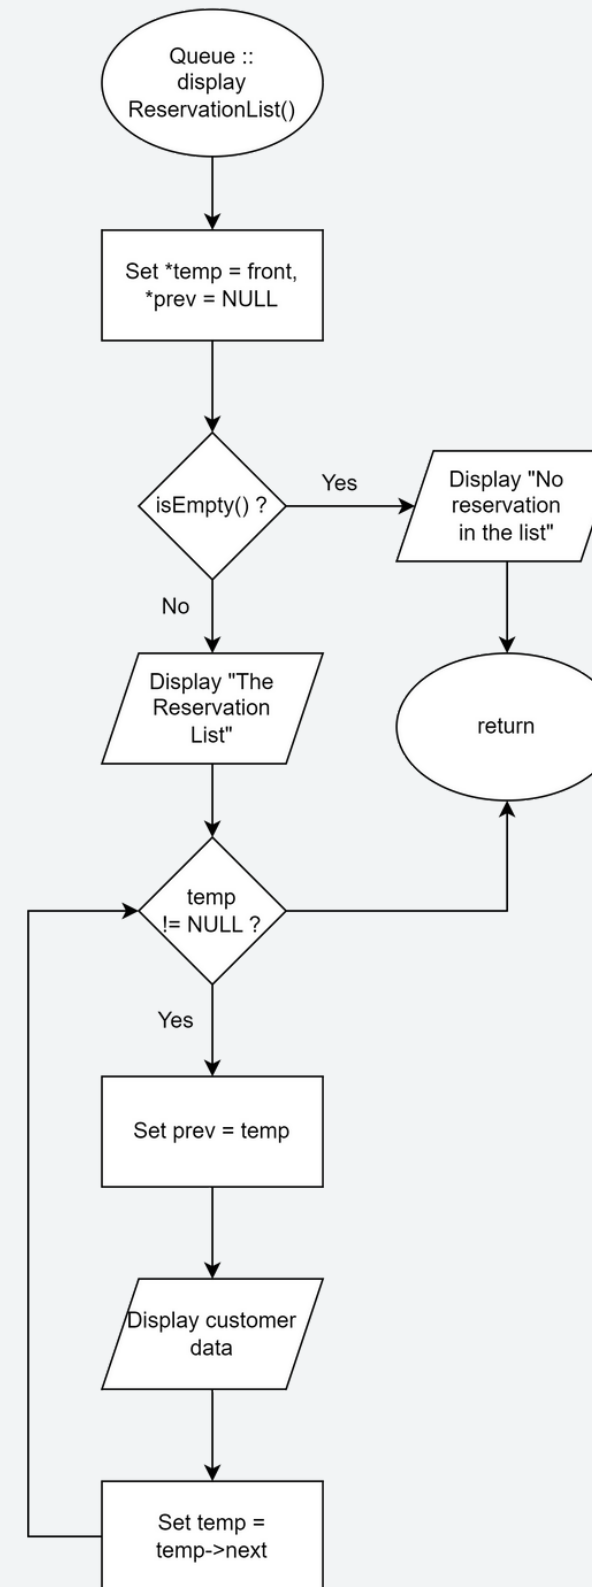 Queue ::
display
ReservationList()
Set *temp = front,
*prev = NULL
isEmpty() ?
Yes
Display "No
reservation
in the list"
No
Display "The
Reservation
List"
return
temp
!= NULL ?
Yes
Set prev = temp
Display customer
data
Set temp =
temp->next